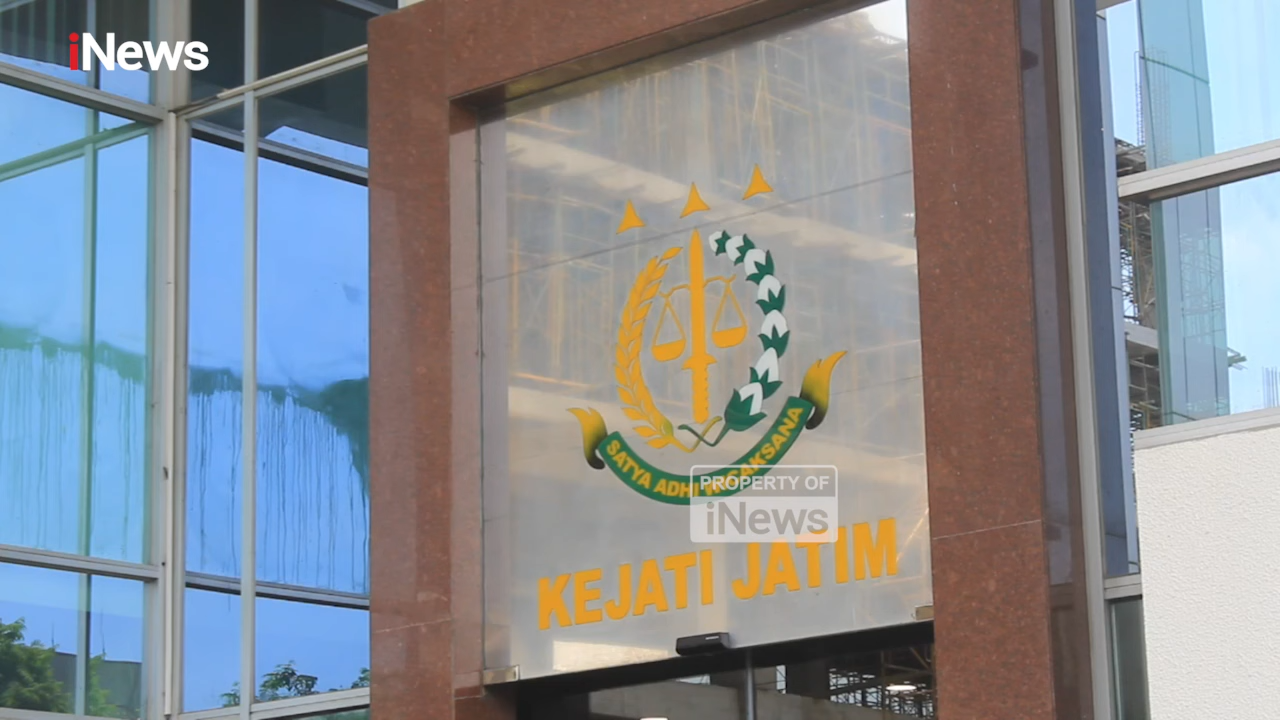 iNews
SATYA ADHI WICAKSANA
PROPERTY OF
iNews
KEJATI JATIM